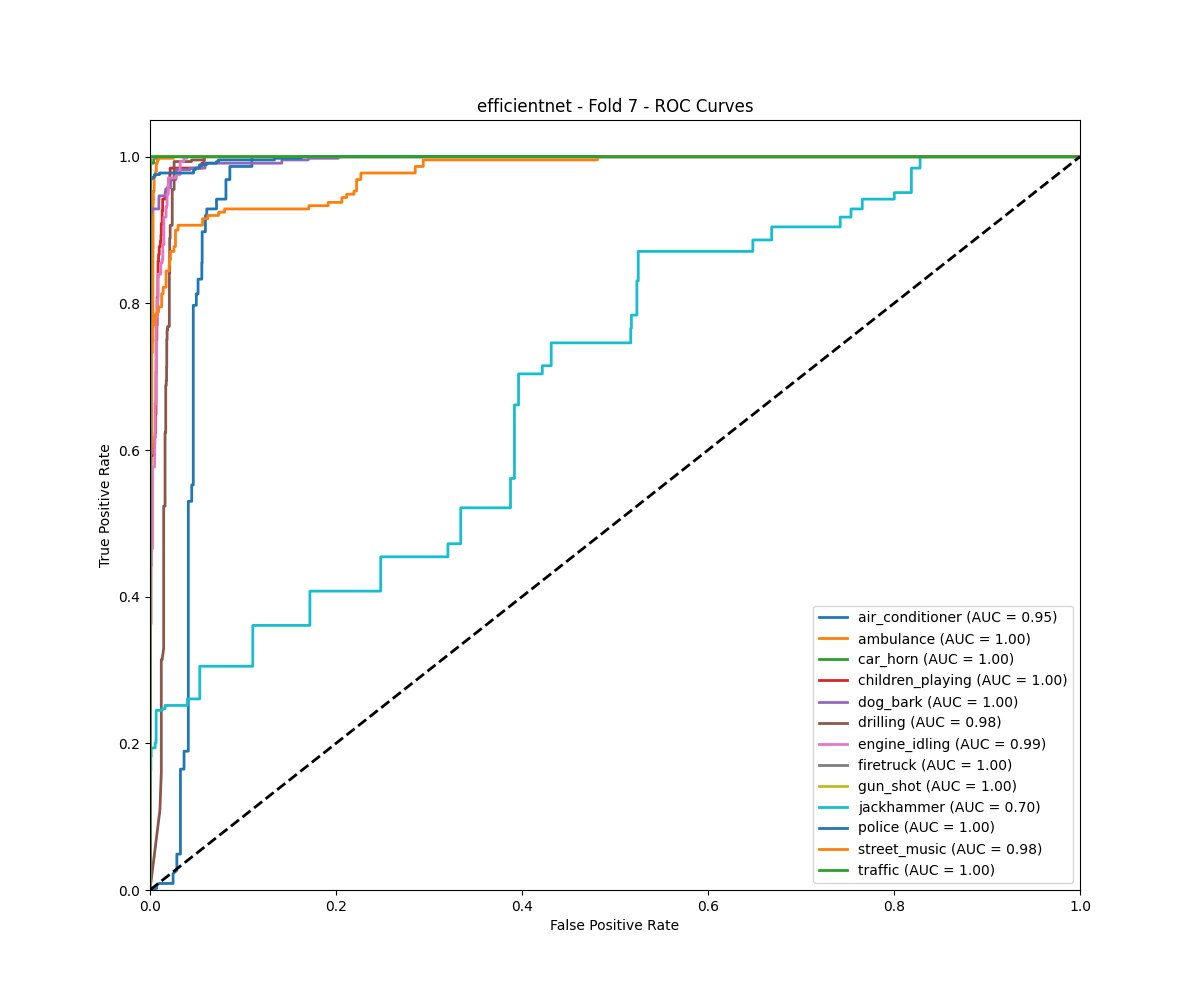 efficientnet - Fold 7 - ROC Curves
True Positive Rate
1.0
0.8
0.6
0.4
0.2
0.0
0.0 0.2 0.4 0.6 0.8 1.0
False Positive Rate
air_conditioner (AUC = 0.95)
ambulance (AUC = 1.00)
car_horn (AUC = 1.00)
children_playing (AUC = 1.00)
dog_bark (AUC = 1.00)
drilling (AUC = 0.98)
engine_idling (AUC = 0.99)
firetruck (AUC = 1.00)
gun_shot (AUC = 1.00)
jackhammer (AUC = 0.70)
police (AUC = 1.00)
street_music (AUC = 0.98)
traffic (AUC = 1.00)